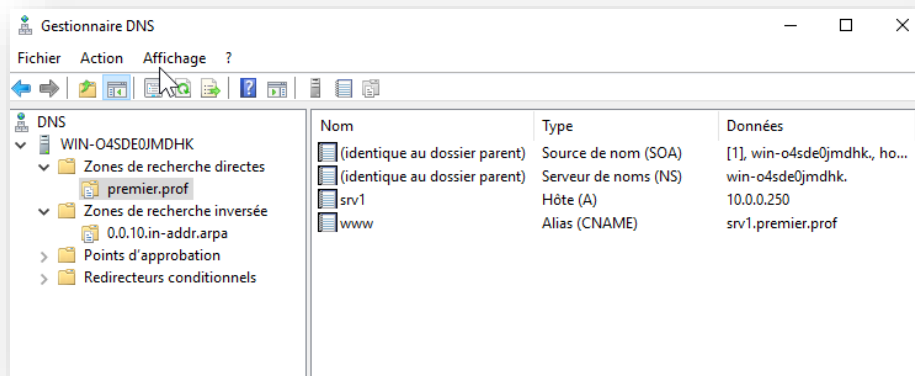 Gestionnaire DNS
Fichier Action Affichage ?
DNS
WIN-O4SDE0JMDHK
Zones de recherche directes
premier.prof
Zones de recherche inversée
0.0.10.in-addr.arpa
Points d'approbation
Redirecteurs conditionnels
Nom Type Données
(identique au dossier parent) Source de nom (SOA) [1], win-o4sde0jmdhk., ho...
(identique au dossier parent) Serveur de noms (NS) win-o4sde0jmdhk.
srv1 Hôte (A) 10.0.0.250
www Alias (CNAME) srv1.premier.prof